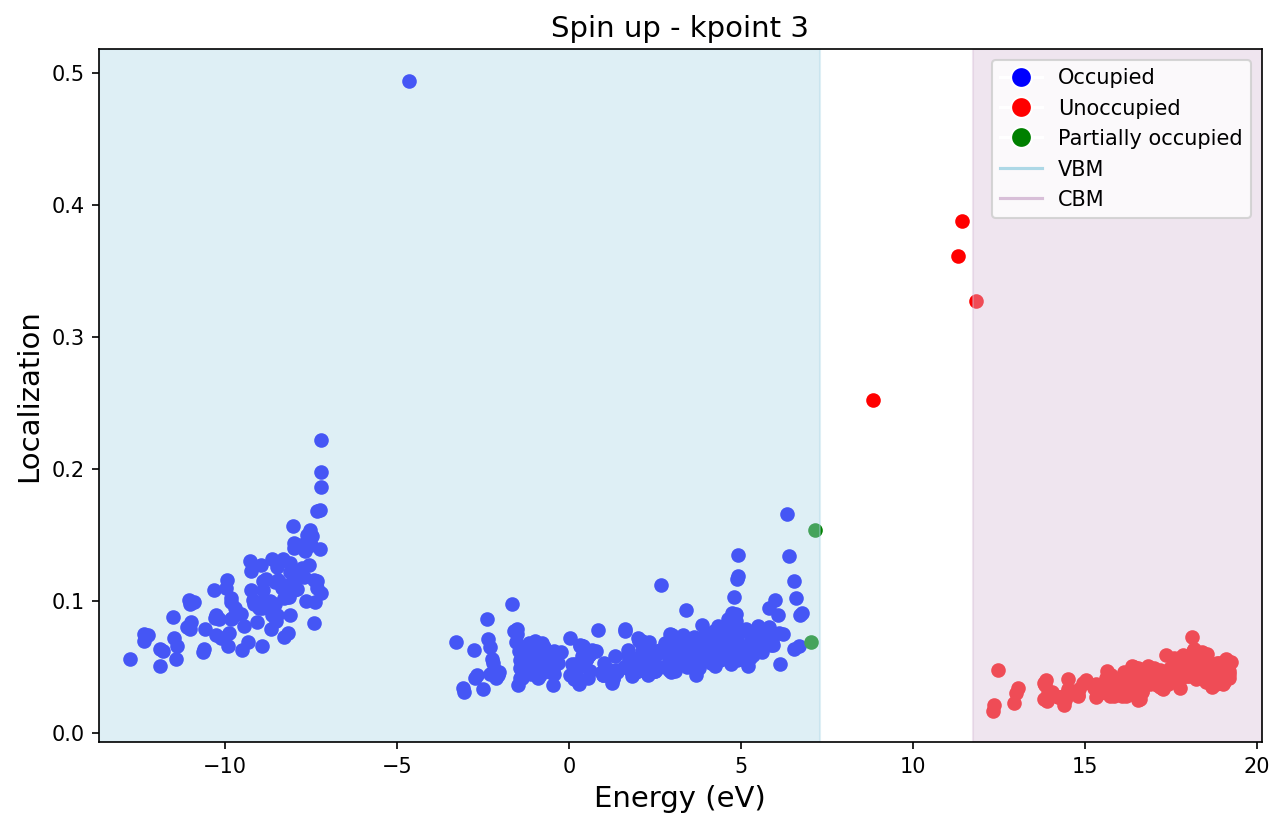 Spin up - kpoint 3
Localization
0.5
0.4
0.3
0.2
0.1
0.0
Occupied
Unoccupied
Partially occupied
VBM
CBM
−10
−5
0
5
10
15
20
Energy (eV)